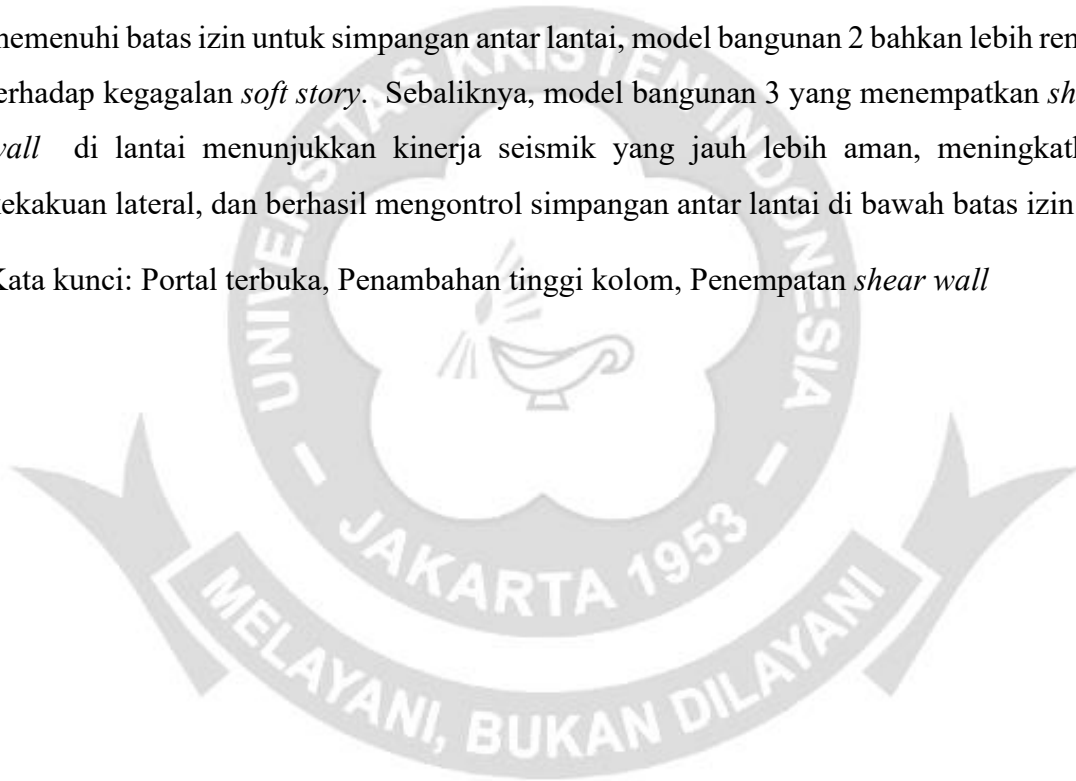 memenuhi batas izin untuk simpangan antar lantai, model bangunan 2 bahkan lebih ren
terhadap kegagalan soft story. Sebaliknya, model bangunan 3 yang menempatkan sh
wall di lantai menunjukkan kinerja seismik yang jauh lebih aman, meningkatk
kekakuan lateral, dan berhasil mengontrol simpangan antar lantai di bawah batas izin
Kata kunci: Portal terbuka, Penambahan tinggi kolom, Penempatan shear wall
UNIVERSITAS KRISTEN INDONESIA
- JAKARTA 1953 -
MELAYANI, BUKAN DILAYANI